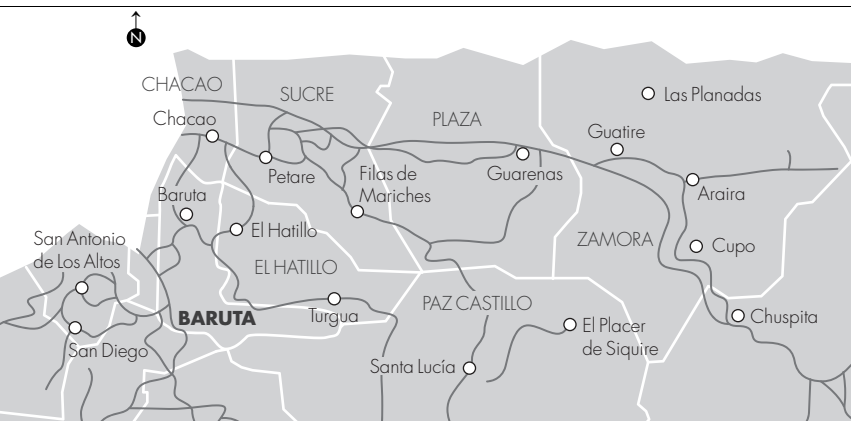 N
CHACAO
SUCRE
Las Planadas
Chacao
PLAZA
Guatire
Petare
Filas de
Mariches
Guarenas
Araira
Baruta
San Antonio
de Los Altos
El Hatillo
ZAMORA
Cupo
EL HATILLO
PAZ CASTILLO
BARUTA
Turgua
Chuspita
El Placer
de Siquire
San Diego
Santa Lucía